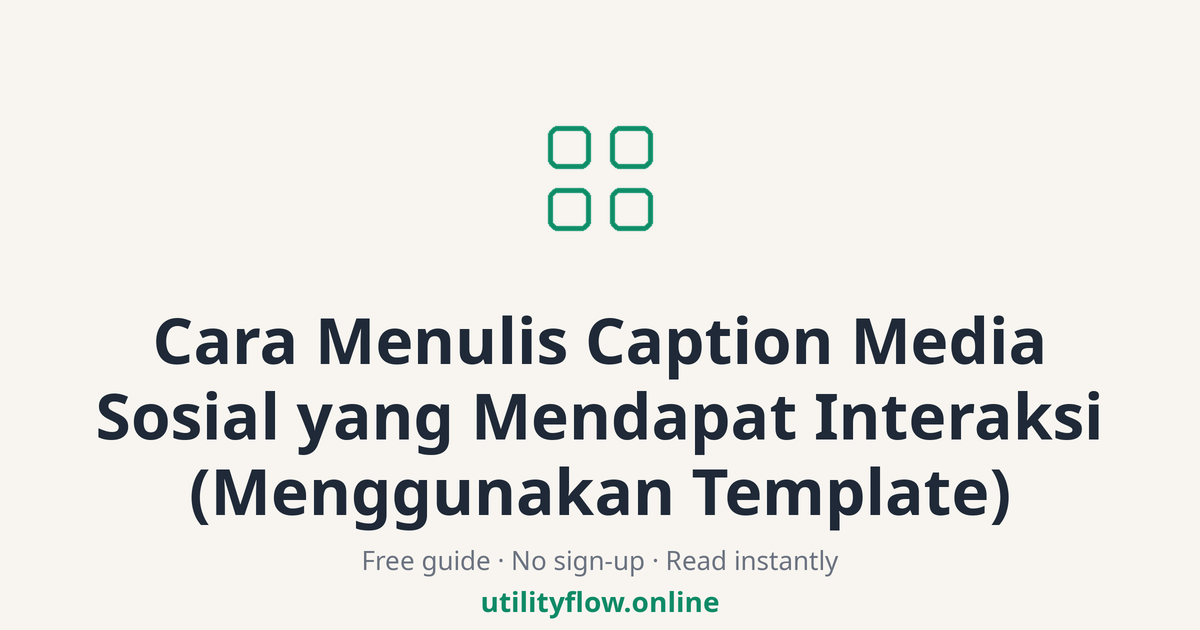 Cara Menulis Caption Media
Sosial yang Mendapat Interaksi
(Menggunakan Template)
Free guide · No sign-up · Read instantly
utilityflow.online